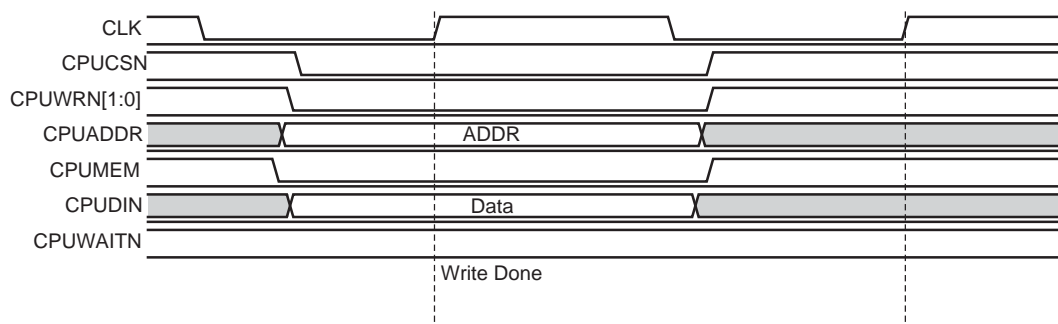 CLK
CPUCSN
CPUWRN[1:0]
CPUADDR ADDR
CPUMEM
CPUDIN Data
CPUWAITN
Write Done